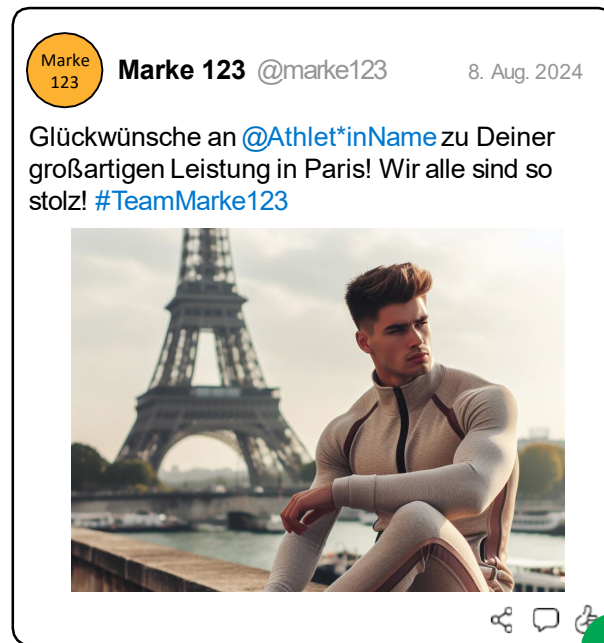 Marke
123
Marke 123 @marke123 8. Aug. 2024
Glückwünsche an @Athlet*inName zu Deiner
großartigen Leistung in Paris! Wir alle sind so
stolz! #TeamMarke123